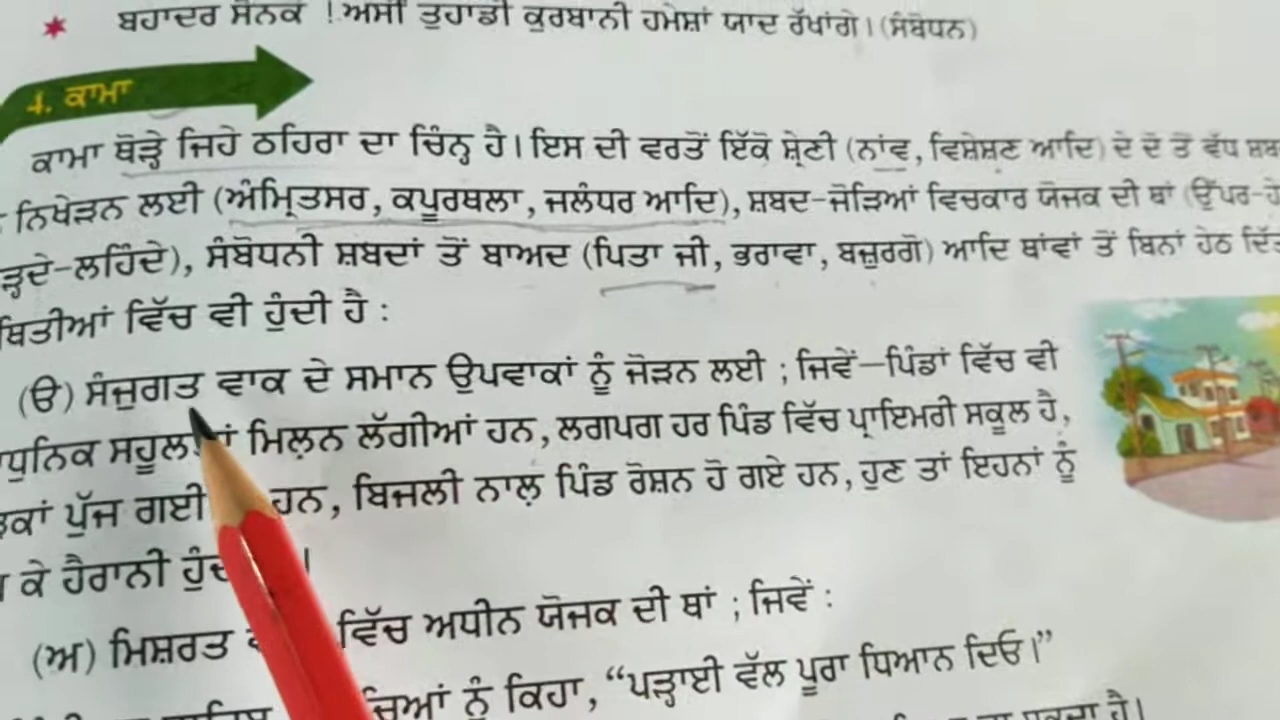 ਬਹਾਦਰ ਸੈਨਿਕੋ ! ਅਸੀਂ ਤੁਹਾਡੀ ਕੁਰਬਾਨੀ ਹਮੇਸ਼ਾਂ ਯਾਦ ਰੱਖਾਂਗੇ। (ਸੰਬੋਧਨ)
4. ਕਾਮਾ
ਕਾਮਾ ਥੋੜ੍ਹੇ ਜਿਹੇ ਠਹਿਰਾ ਦਾ ਚਿੰਨ੍ਹ ਹੈ। ਇਸ ਦੀ ਵਰਤੋਂ ਇੱਕੋ ਸ਼੍ਰੇਣੀ (ਨਾਂਵ, ਵਿਸ਼ੇਸ਼ਣ ਆਦਿ) ਦੇ ਦੋ ਤੋਂ ਵੱਧ
ਨਿਖੇੜਨ ਲਈ (ਅੰਮ੍ਰਿਤਸਰ, ਕਪੂਰਥਲਾ, ਜਲੰਧਰ ਆਦਿ), ਸ਼ਬਦ-ਜੋੜਿਆਂ ਵਿਚਕਾਰ ਯੋਜਕ ਦੀ ਥਾਂ (ਉੱਪਰ-
ੜ੍ਹਦੇ-ਲਹਿੰਦੇ), ਸੰਬੋਧਨੀ ਸ਼ਬਦਾਂ ਤੋਂ ਬਾਅਦ (ਪਿਤਾ ਜੀ, ਭਰਾਵਾ, ਬਜ਼ੁਰਗੋ) ਆਦਿ ਥਾਂਵਾਂ ਤੋਂ ਬਿਨਾਂ ਹੇਠ
ਥਿਤੀਆਂ ਵਿੱਚ ਵੀ ਹੁੰਦੀ ਹੈ :
(ੳ) ਸੰਜੁਗਤ ਵਾਕ ਦੇ ਸਮਾਨ ਉਪਵਾਕਾਂ ਨੂੰ ਜੋੜਨ ਲਈ ; ਜਿਵੇਂ—ਪਿੰਡਾਂ ਵਿੱਚ ਵੀ
ਧੁਨਿਕ ਮਿਲਣ ਲੱਗੀਆਂ ਹਨ, ਲਗਪਗ ਹਰ ਪਿੰਡ ਵਿੱਚ ਪ੍ਰਾਇਮਰੀ ਸਕੂਲ ਹੈ,
ੜਕਾਂ ਪੁੱਜ ਗਈ ਹਨ, ਬਿਜਲੀ ਨਾਲ਼ ਪਿੰਡ ਰੋਸ਼ਨ ਹੋ ਗਏ ਹਨ, ਹੁਣ ਤਾਂ ਇਹਨਾਂ ਨੂੰ
ਕੇ ਹੈਰਾਨੀ
(ਅ) ਮਿਸ਼ਰਤ ਵਿੱਚ ਅਧੀਨ ਯੋਜਕ ਦੀ ਥਾਂ ; ਜਿਵੇਂ :
ਨੂੰ ਕਿਹਾ, “ਪੜ੍ਹਾਈ ਵੱਲ ਪੂਰਾ ਧਿਆਨ ਦਿਓ।”